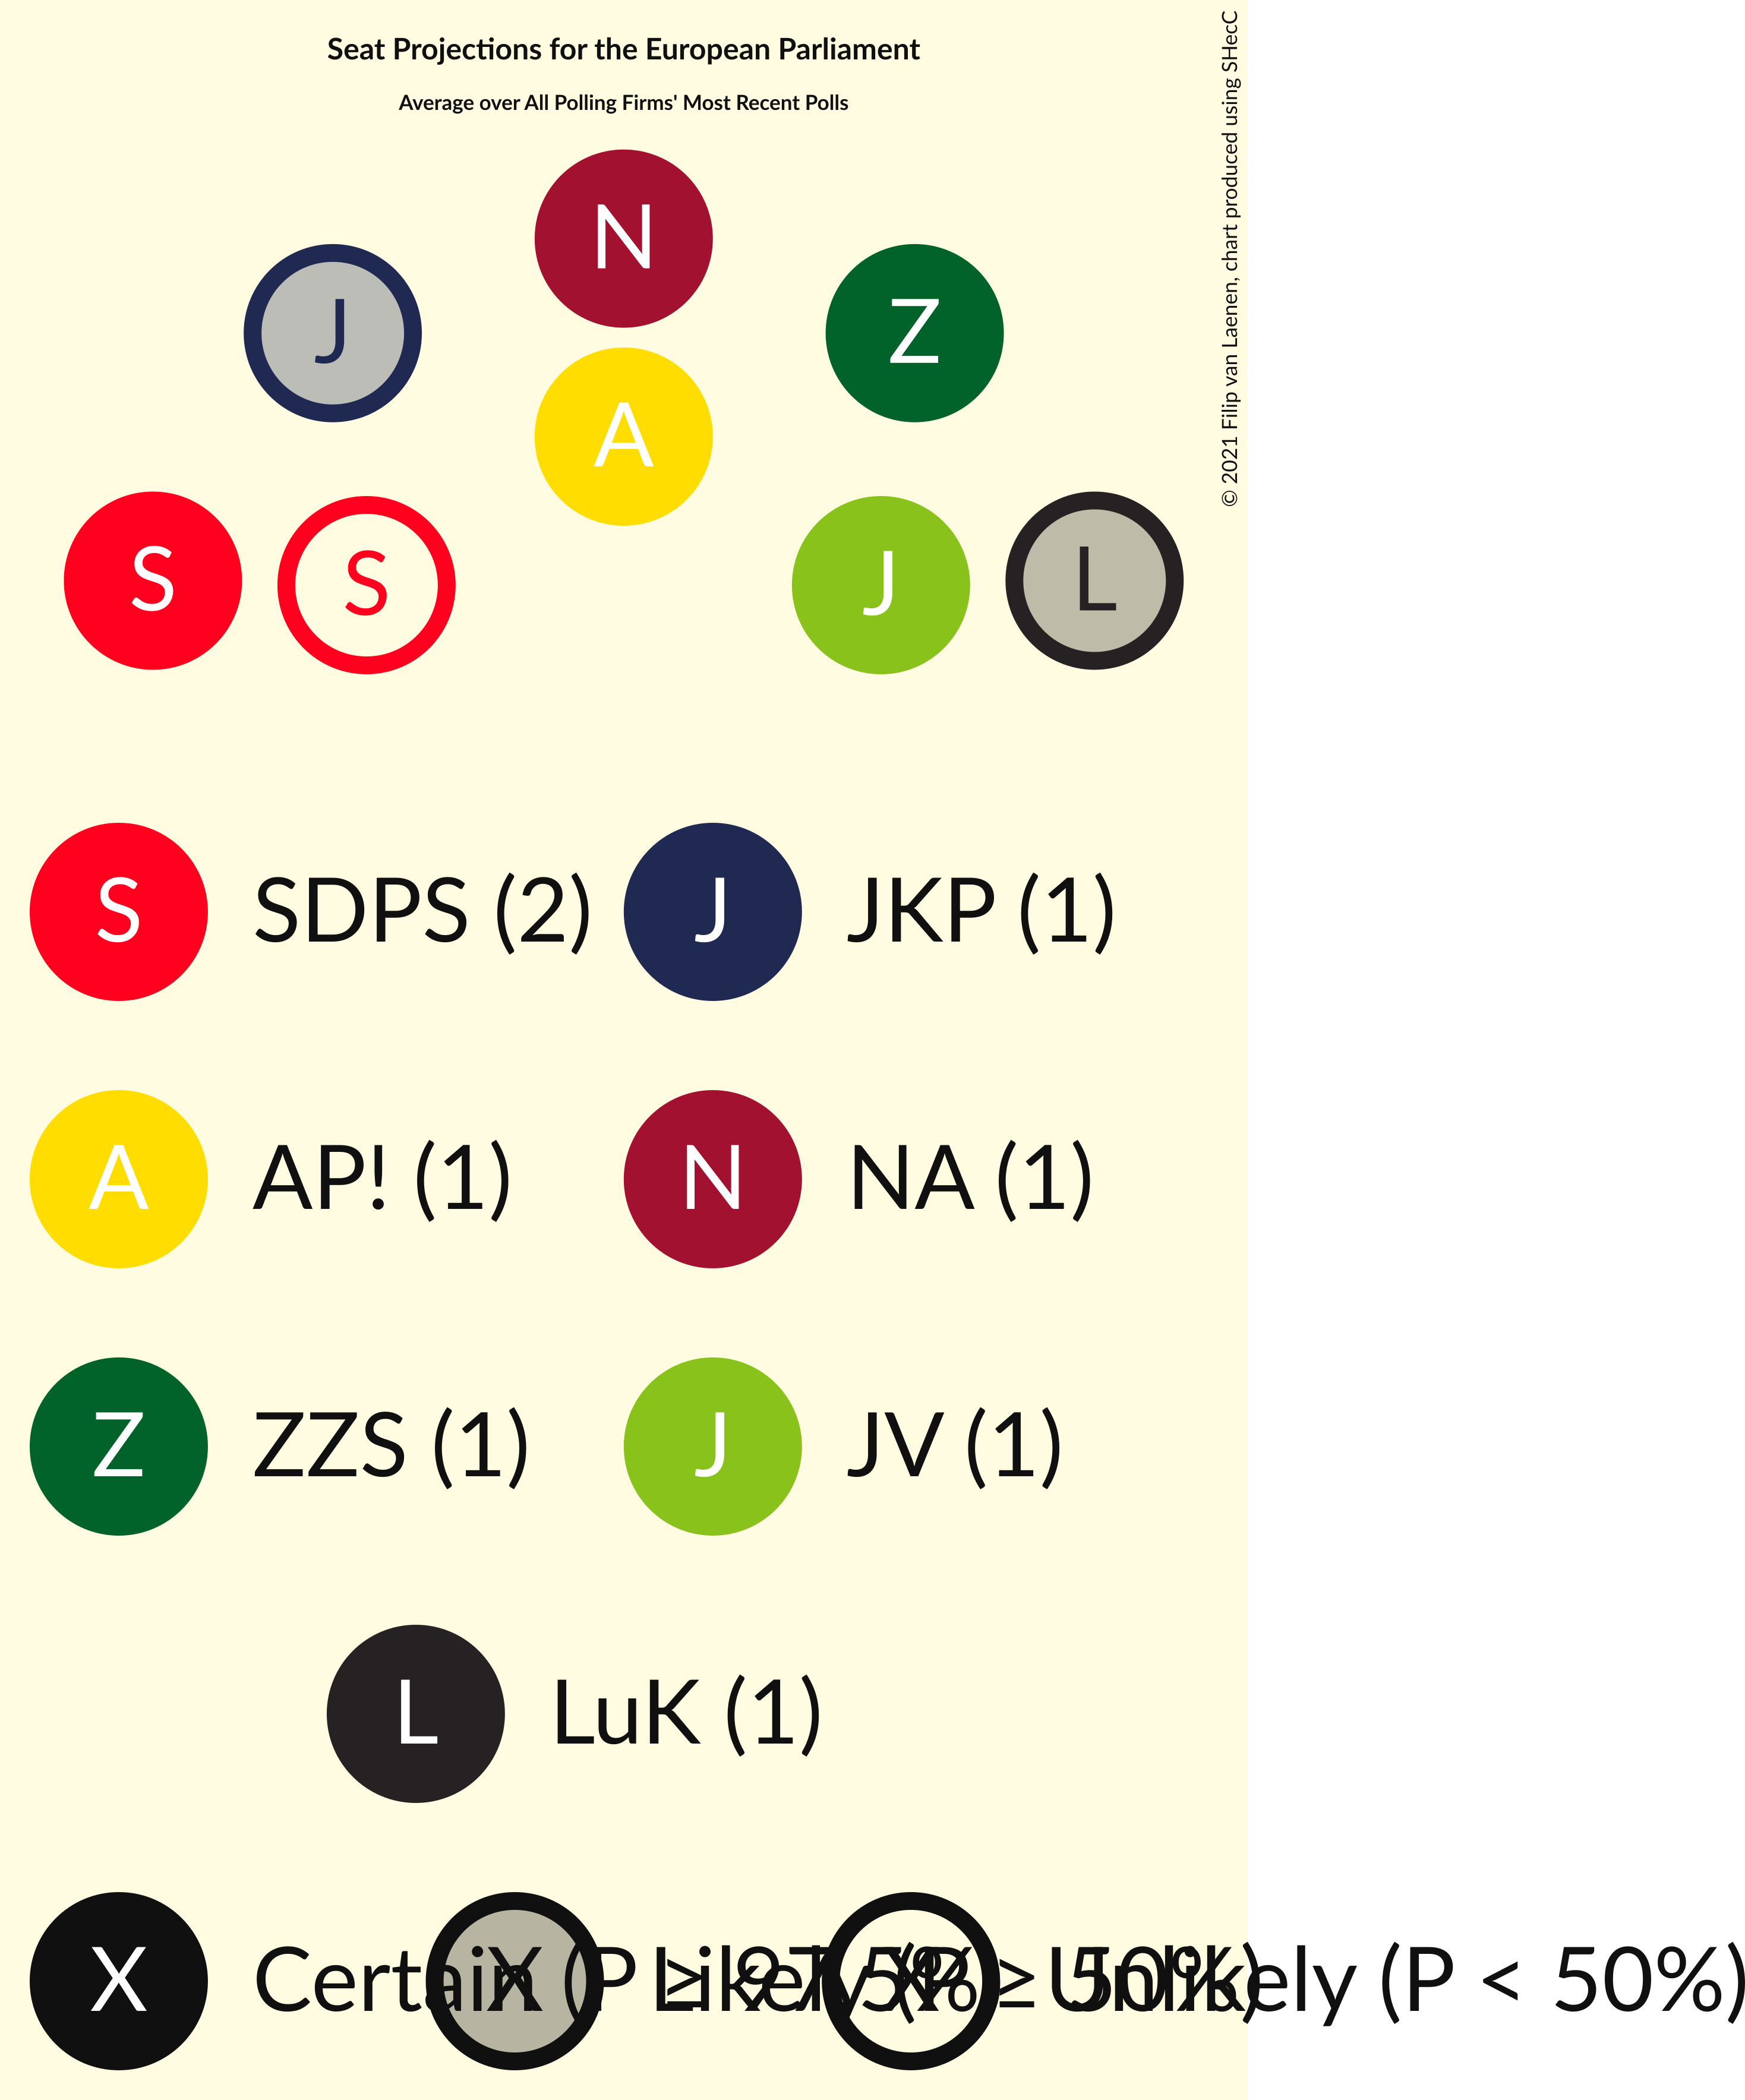 Seat Projections for the European Parliament
Average over All Polling Firms' Most Recent Polls
© 2021 Filip van Laenen, chart produced using SHecC
N
J
Z
A
S
S
J
L
S SDPS (2)
J JKP (1)
A AP! (1)
N NA (1)
Z ZZS (1)
J JV (1)
L LuK (1)
X Certain (P ≥ 97.5%)
X Likely (P ≥ 50%)
X Unlikely (P < 50%)